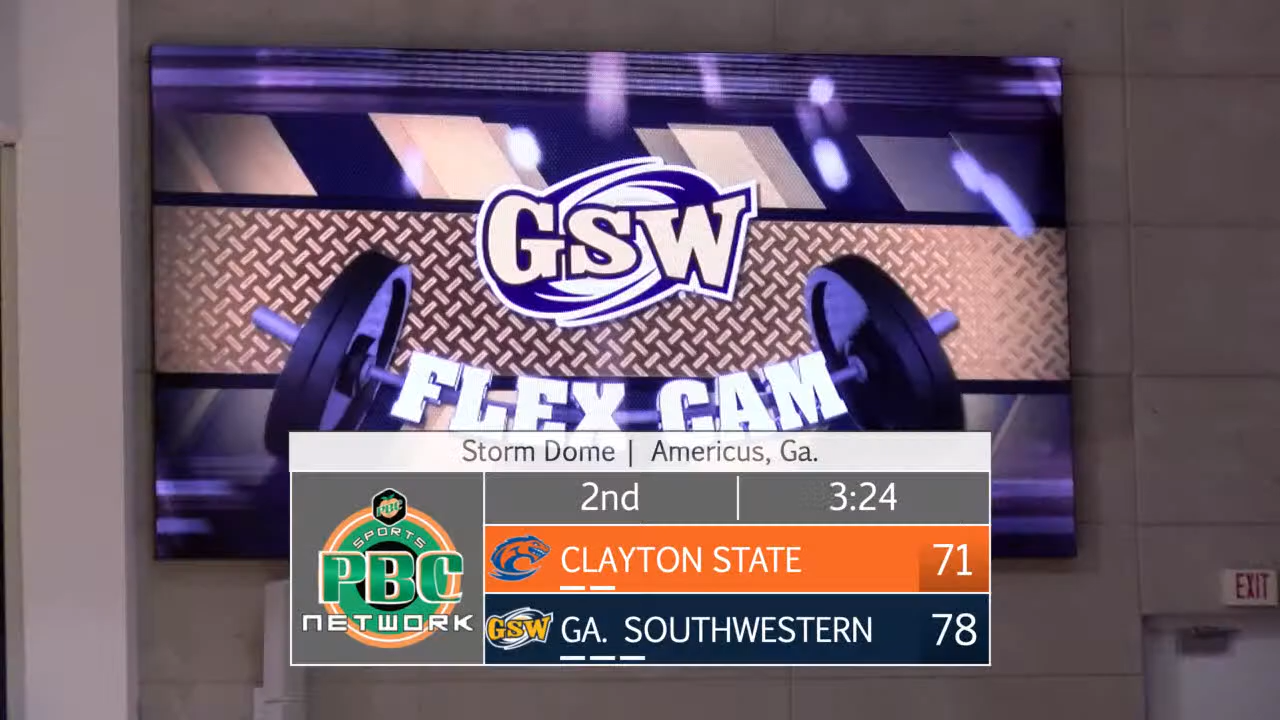 GSW
FLEX CAM
Storm Dome | Americus, Ga.
2nd | 3:24
PBC
SPORTS
PBC
NETWORK
CLAYTON STATE 71
GSW GA. SOUTHWESTERN 78
EXIT